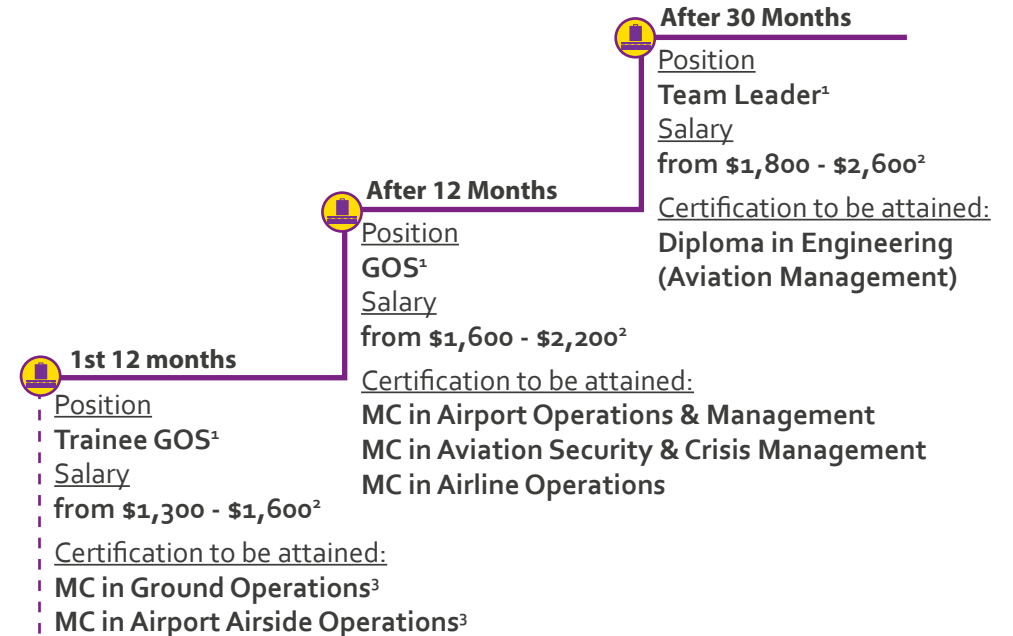 After 30 Months
Position
Team Leader¹
Salary
from $1,800 - $2,600²
Certification to be attained:
Diploma in Engineering
(Aviation Management)
After 12 Months
Position
GOS¹
Salary
from $1,600 - $2,200²
Certification to be attained:
MC in Airport Operations & Management
MC in Aviation Security & Crisis Management
MC in Airline Operations
1st 12 months
Position
Trainee GOS¹
Salary
from $1,300 - $1,600²
Certification to be attained:
MC in Ground Operations³
MC in Airport Airside Operations³